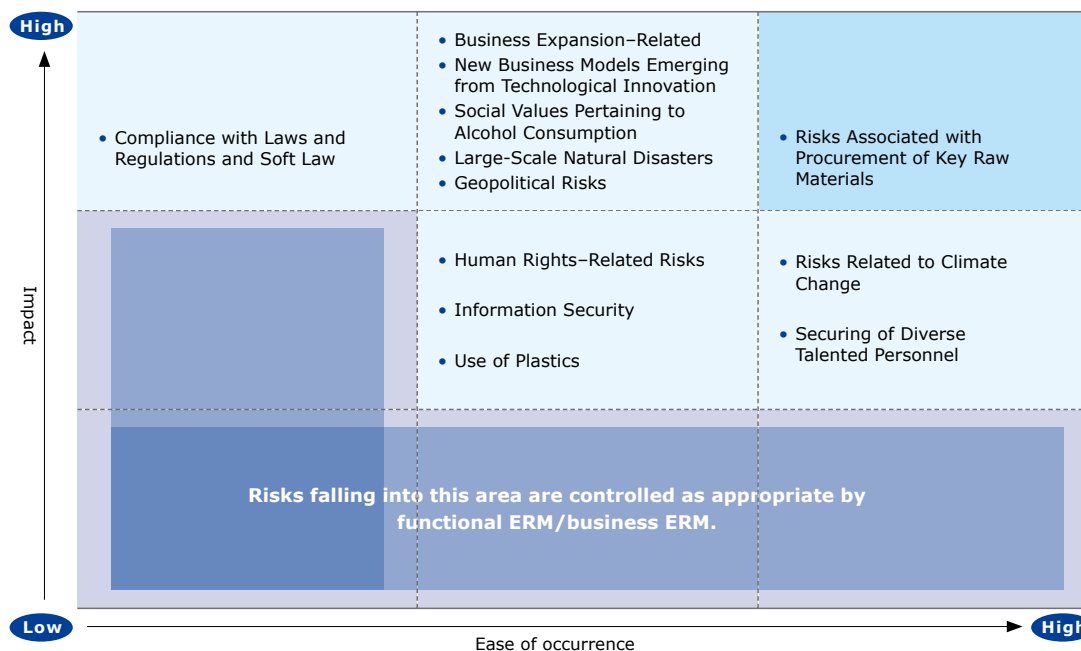 High
• Compliance with Laws and
Regulations and Soft Law
• Business Expansion–Related
• New Business Models Emerging
from Technological Innovation
• Social Values Pertaining to
Alcohol Consumption
• Large-Scale Natural Disasters
• Geopolitical Risks
• Risks Associated with
Procurement of Key Raw
Materials
Impact
• Human Rights–Related Risks
• Information Security
• Use of Plastics
• Risks Related to Climate
Change
• Securing of Diverse
Talented Personnel
Risks falling into this area are controlled as appropriate by
functional ERM/business ERM.
Low
Ease of occurrence
High